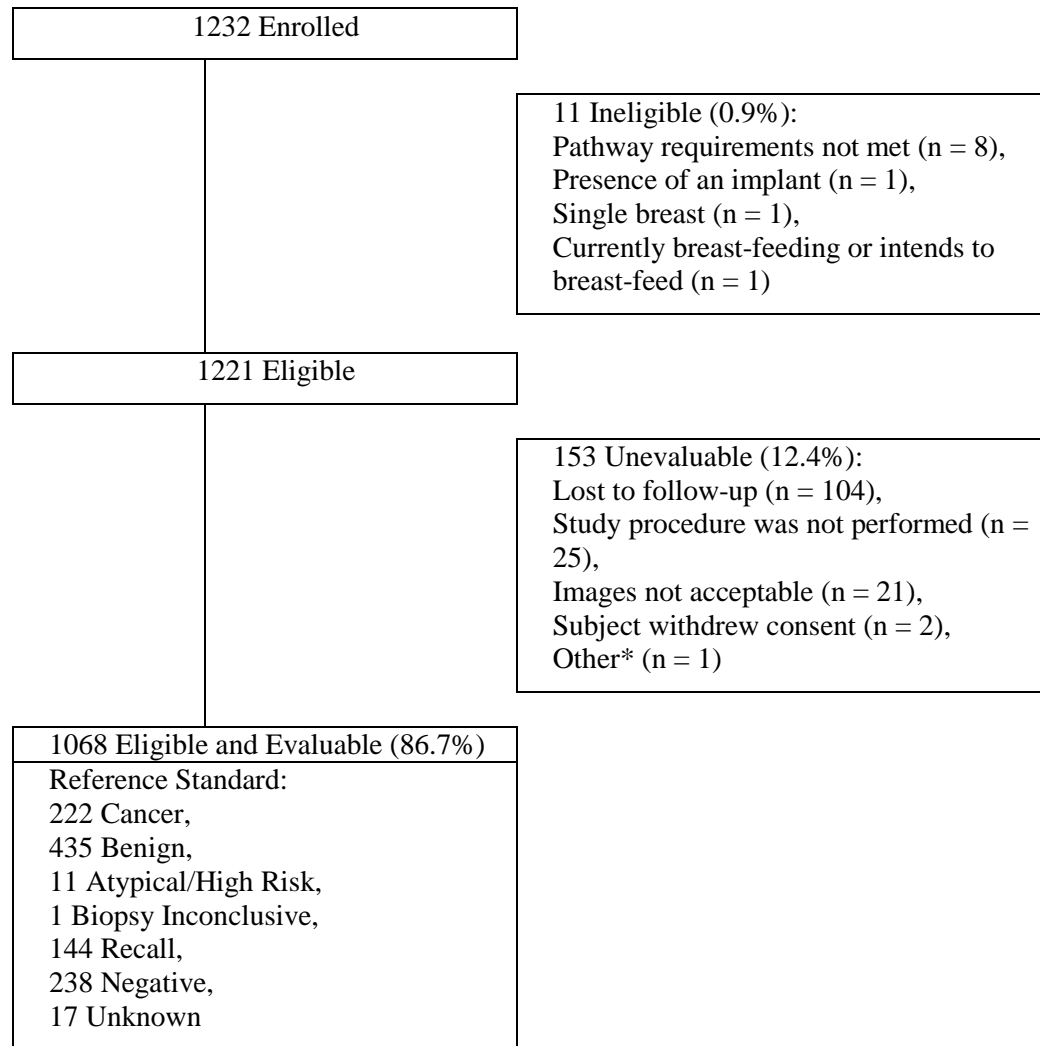 1232 Enrolled
11 Ineligible (0.9%):
Pathway requirements not met (n = 8),
Presence of an implant (n = 1),
Single breast (n = 1),
Currently breast-feeding or intends to
breast-feed (n = 1)
1221 Eligible
153 Unevaluable (12.4%):
Lost to follow-up (n = 104),
Study procedure was not performed (n =
25),
Images not acceptable (n = 21),
Subject withdrew consent (n = 2),
Other* (n = 1)
1068 Eligible and Evaluable (86.7%)
Reference Standard:
222 Cancer,
435 Benign,
11 Atypical/High Risk,
1 Biopsy Inconclusive,
144 Recall,
238 Negative,
17 Unknown